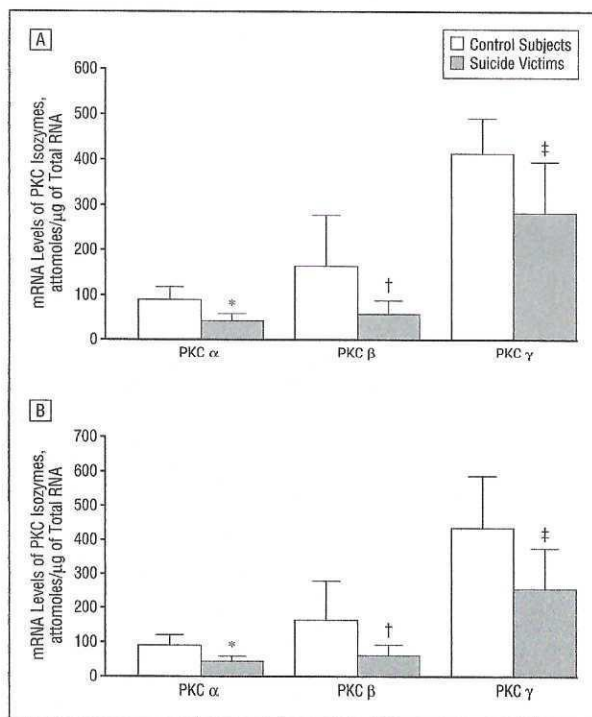 A
Control Subjects
Suicide Victims
mRNA Levels of PKC Isozymes,
attomoles/μg of Total RNA
600
500
400
300
200
100
0
*
†
‡
PKC α
PKC β
PKC γ
B
mRNA Levels of PKC Isozymes,
attomoles/μg of Total RNA
700
600
500
400
300
200
100
0
*
†
‡
PKC α
PKC β
PKC γ